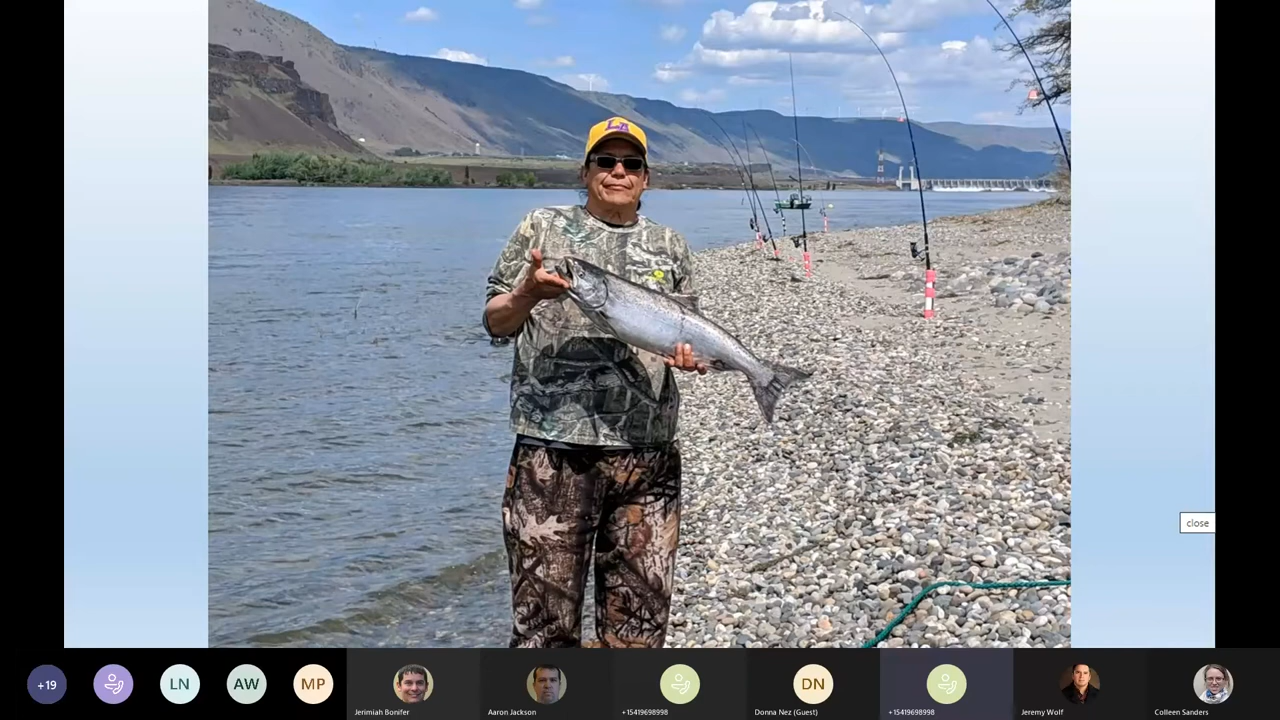 LA
close
+19
LN
AW
MP
DN
Jerimiah Bonifer
Aaron Jackson
+15419698998
Donna Nez (Guest)
+15419698998
Jeremy Wolf
Colleen Sanders